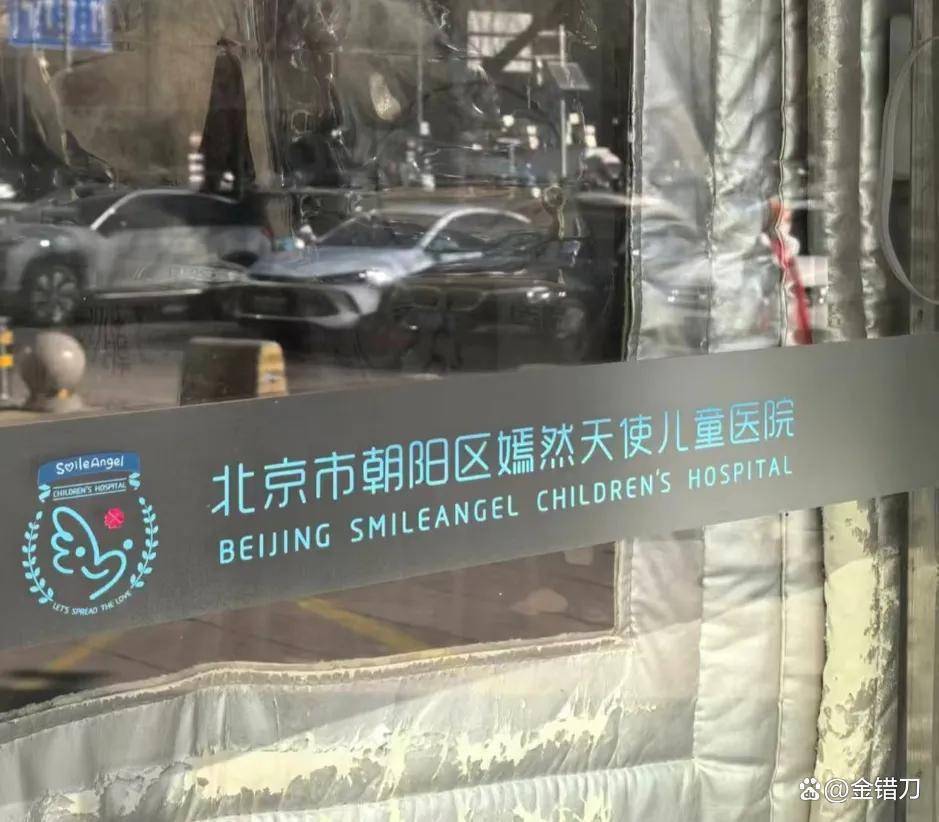 SmileAngel
CHILDREN'S HOSPITAL
LET'S SPREAD THE LOVE
北京市朝阳区嫣然天使儿童医院
BEIJING SMILEANGEL CHILDREN'S HOSPITAL
du @金错刀